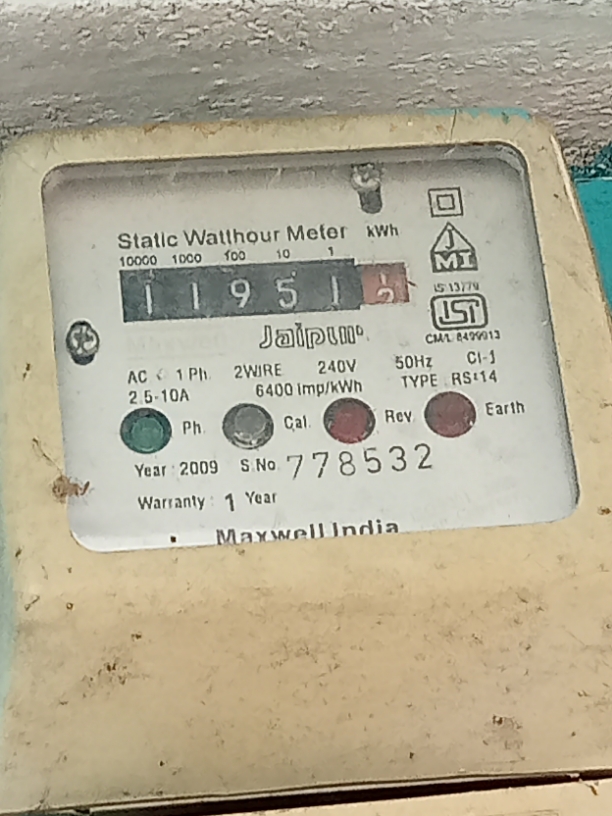 Static Watthour Meter kWh
10000 1000 100 10 1
1 1 9 5 1
J
MI
IS 13779
ISI
CM/L 8499913
Jaipur
AC 1 Ph. 2WIRE 240V 50Hz Cl-1
2.5-10A 6400 imp/kWh TYPE RS-14
Ph. Cal. Rev. Earth
Year : 2009 S.No. 778532
Warranty : 1 Year
Maxwell India